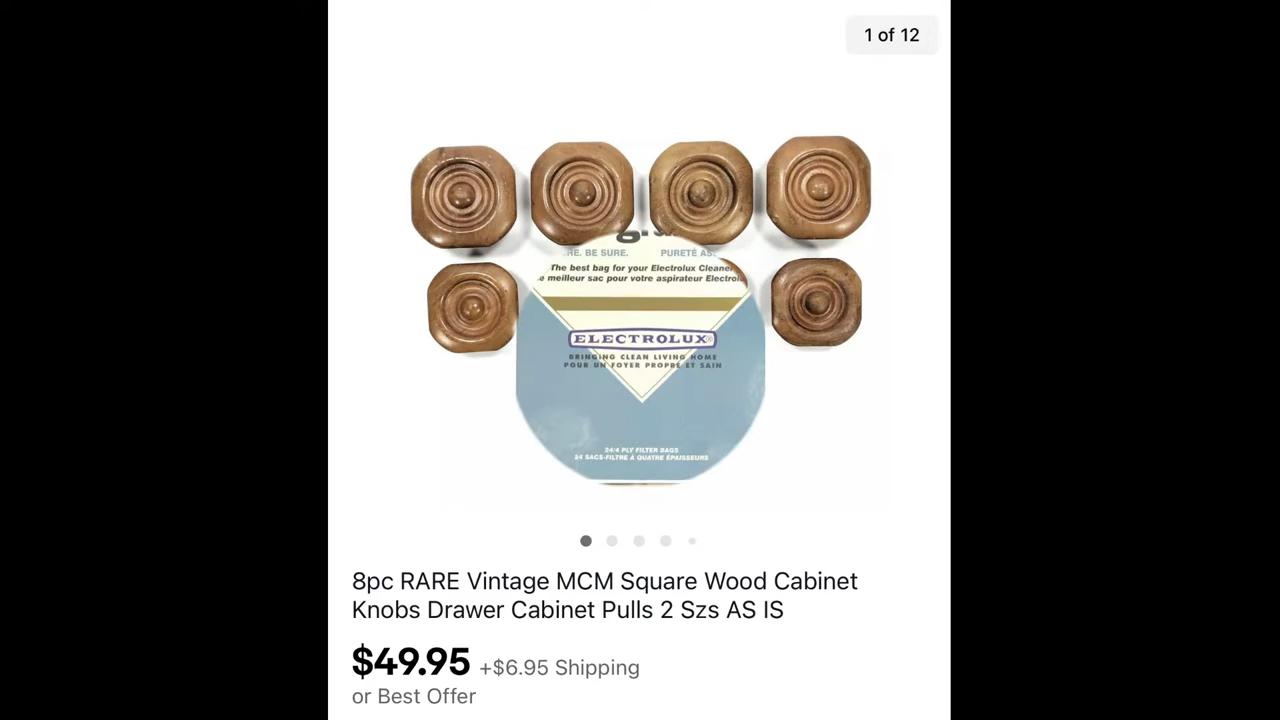 1 of 12
RE. BE SURE. PURETÉ AS
The best bag for your Electrolux Cleaner
meilleur sac pour votre aspirateur Electrol
ELECTROLUX®
BRINGING CLEAN LIVING HOME
POUR UN FOYER PROPRE ET SAIN
24/4 PLY FILTER BAGS
24 SACS-FILTRE À QUATRE ÉPAISSEURS
8pc RARE Vintage MCM Square Wood Cabinet
Knobs Drawer Cabinet Pulls 2 Szs AS IS
$49.95 +$6.95 Shipping
or Best Offer